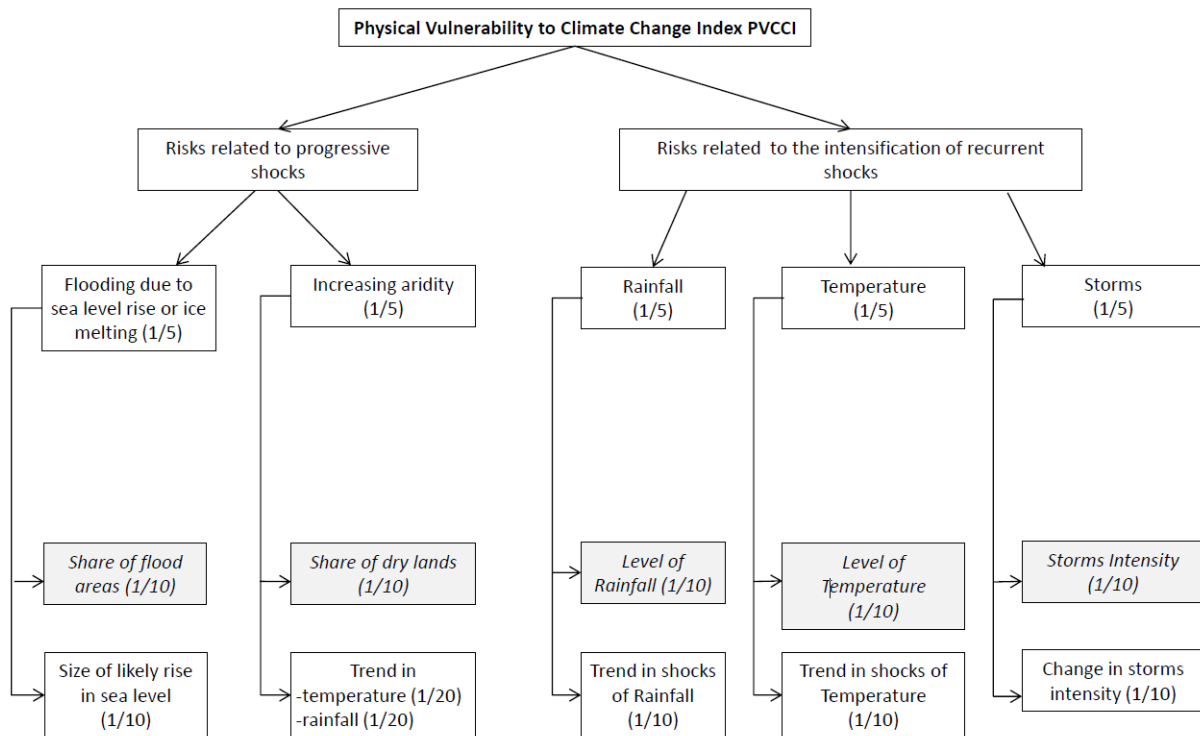 Physical Vulnerability to Climate Change Index PVCCI
Risks related to progressive
shocks
Risks related to the intensification of recurrent
shocks
Flooding due to
sea level rise or ice
melting (1/5)
Increasing aridity
(1/5)
Rainfall
(1/5)
Temperature
(1/5)
Storms
(1/5)
Share of flood
areas (1/10)
Share of dry lands
(1/10)
Level of
Rainfall (1/10)
Level of
Temperature
(1/10)
Storms Intensity
(1/10)
Size of likely rise
in sea level
(1/10)
Trend in
-temperature (1/20)
-rainfall (1/20)
Trend in shocks
of Rainfall
(1/10)
Trend in shocks of
Temperature
(1/10)
Change in storms
intensity (1/10)